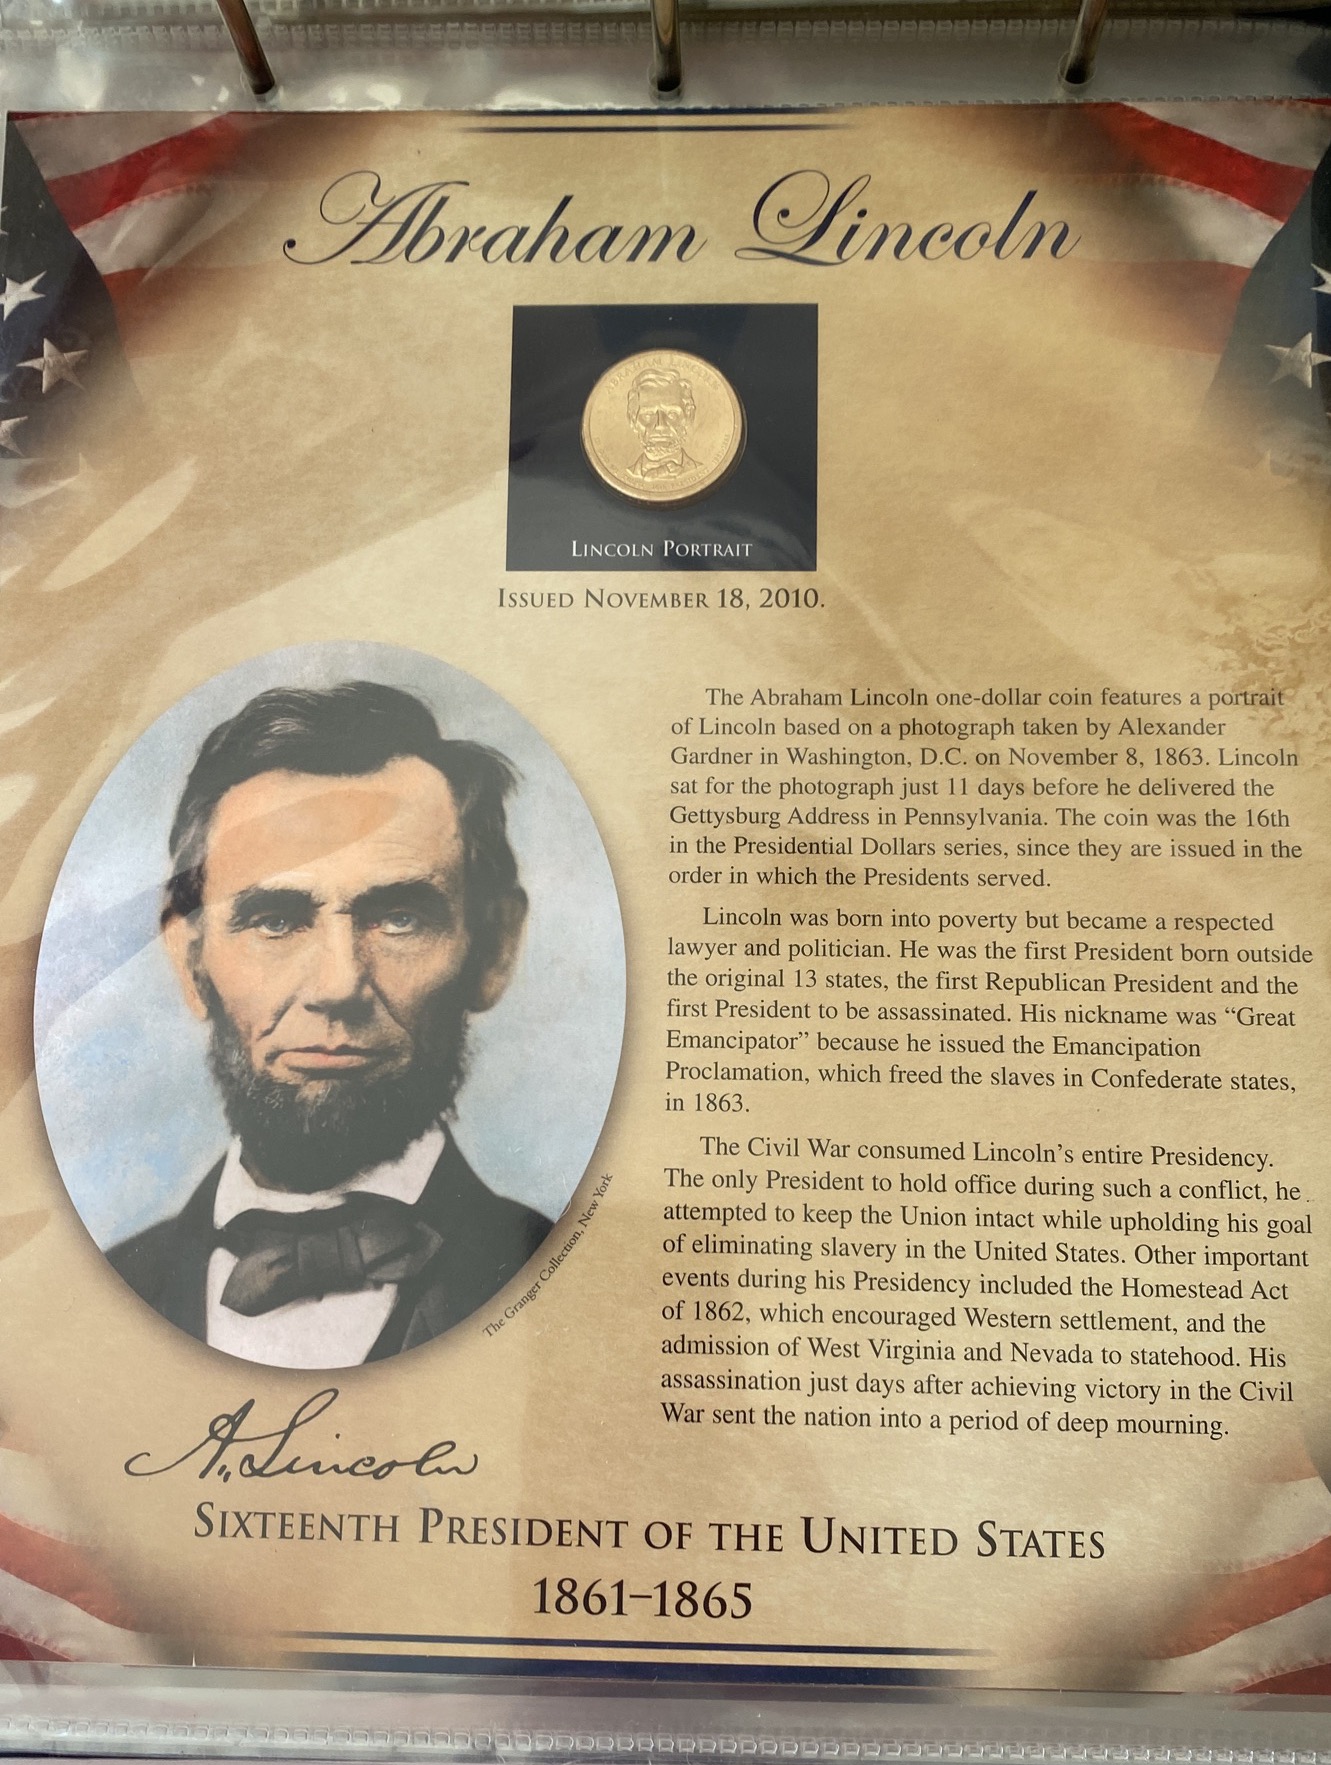 Abraham Lincoln
ABRAHAM LINCOLN
LINCOLN PORTRAIT
ISSUED NOVEMBER 18, 2010.
The Abraham Lincoln one-dollar coin features a portrait
of Lincoln based on a photograph taken by Alexander
Gardner in Washington, D.C. on November 8, 1863. Lincoln
sat for the photograph just 11 days before he delivered the
Gettysburg Address in Pennsylvania. The coin was the 16th
in the Presidential Dollars series, since they are issued in the
order in which the Presidents served.
Lincoln was born into poverty but became a respected
lawyer and politician. He was the first President born outside
the original 13 states, the first Republican President and the
first President to be assassinated. His nickname was “Great
Emancipator” because he issued the Emancipation
Proclamation, which freed the slaves in Confederate states,
in 1863.
The Civil War consumed Lincoln’s entire Presidency.
The only President to hold office during such a conflict, he
attempted to keep the Union intact while upholding his goal
of eliminating slavery in the United States. Other important
events during his Presidency included the Homestead Act
of 1862, which encouraged Western settlement, and the
admission of West Virginia and Nevada to statehood. His
assassination just days after achieving victory in the Civil
War sent the nation into a period of deep mourning.
The Granger Collection, New York
A. Lincoln
SIXTEENTH PRESIDENT OF THE UNITED STATES
1861–1865